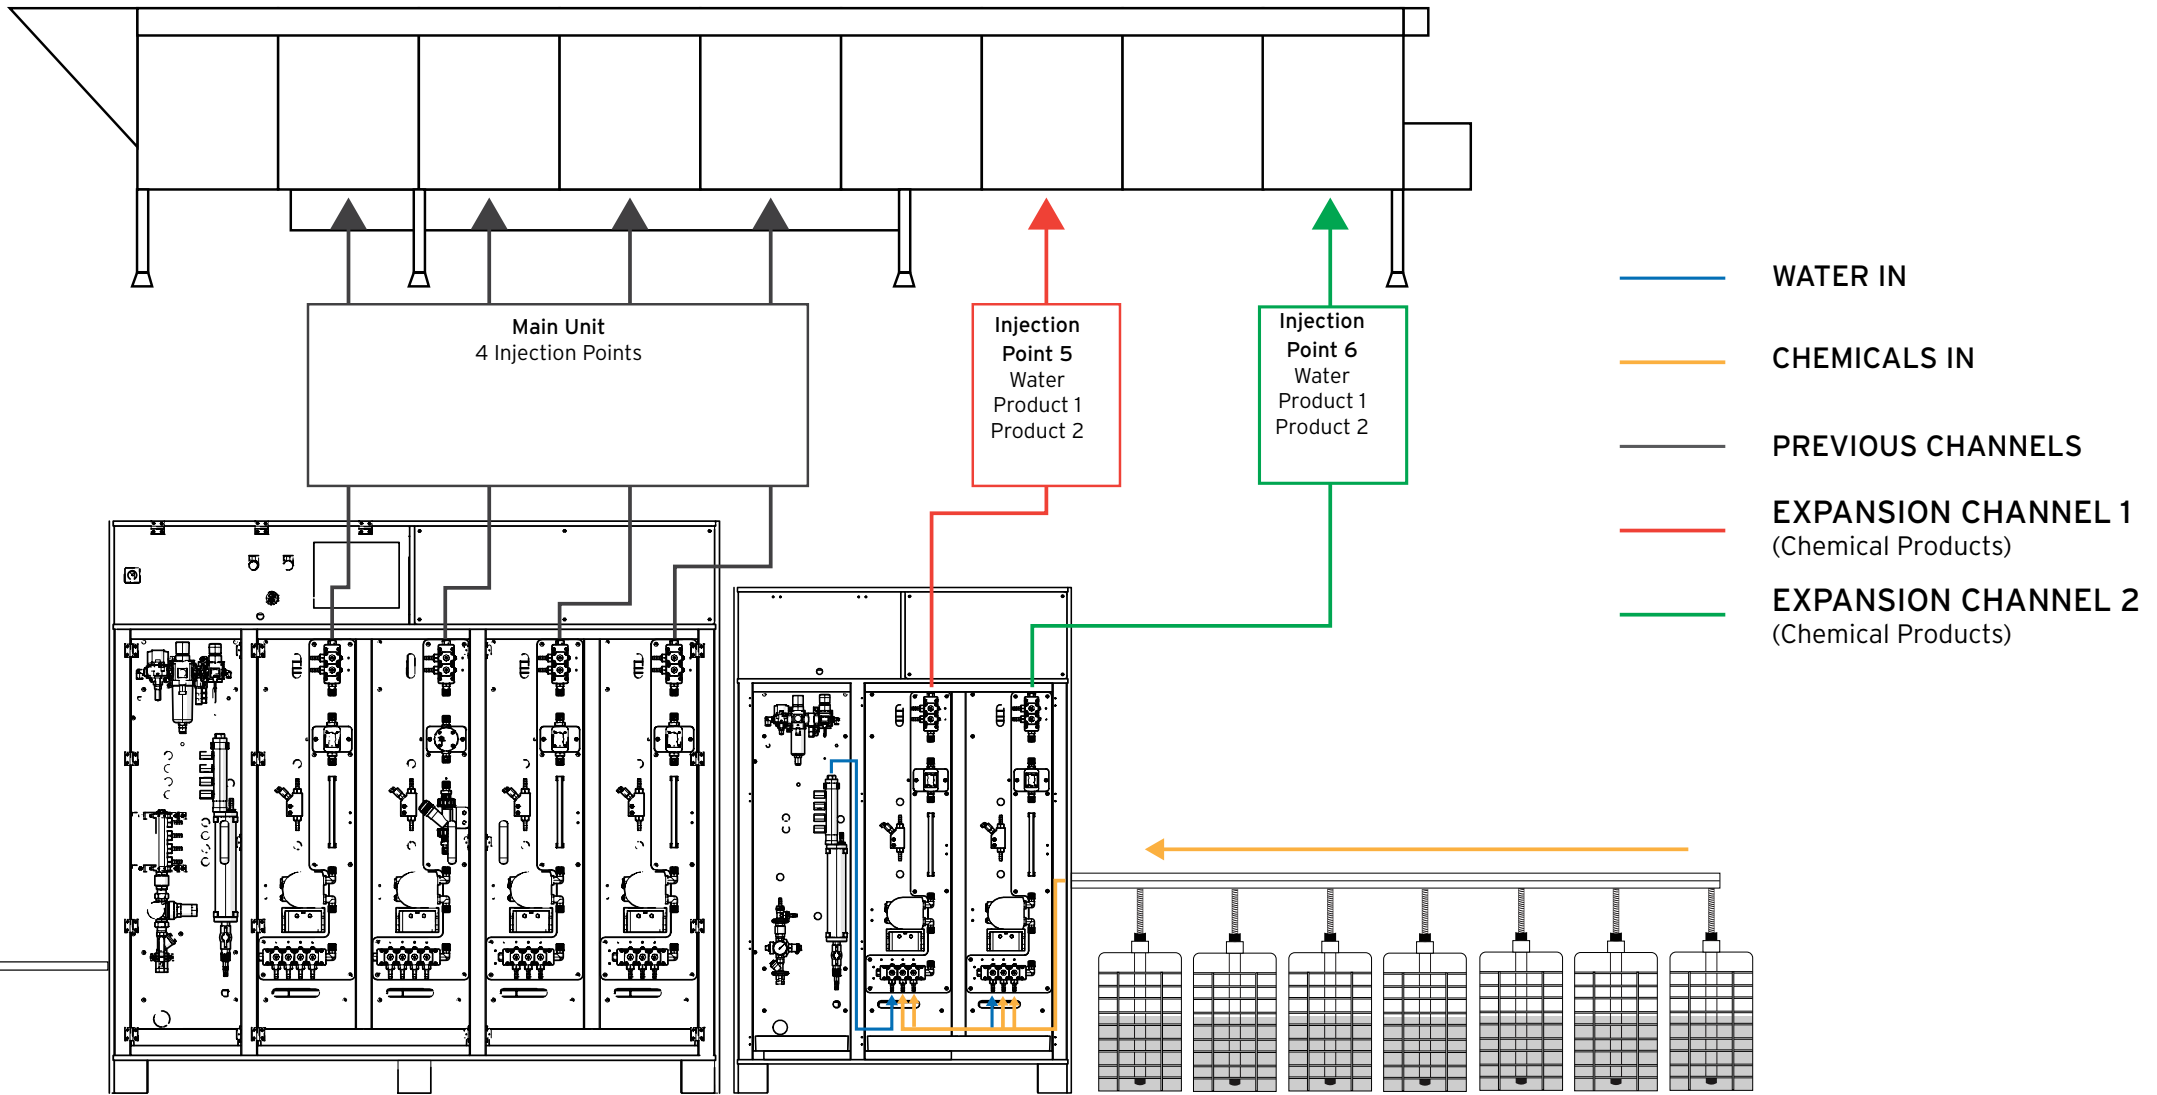 Main Unit
4 Injection Points
Injection
Point 5
Water
Product 1
Product 2
Injection
Point 6
Water
Product 1
Product 2
WATER IN
CHEMICALS IN
PREVIOUS CHANNELS
EXPANSION CHANNEL 1
(Chemical Products)
EXPANSION CHANNEL 2
(Chemical Products)